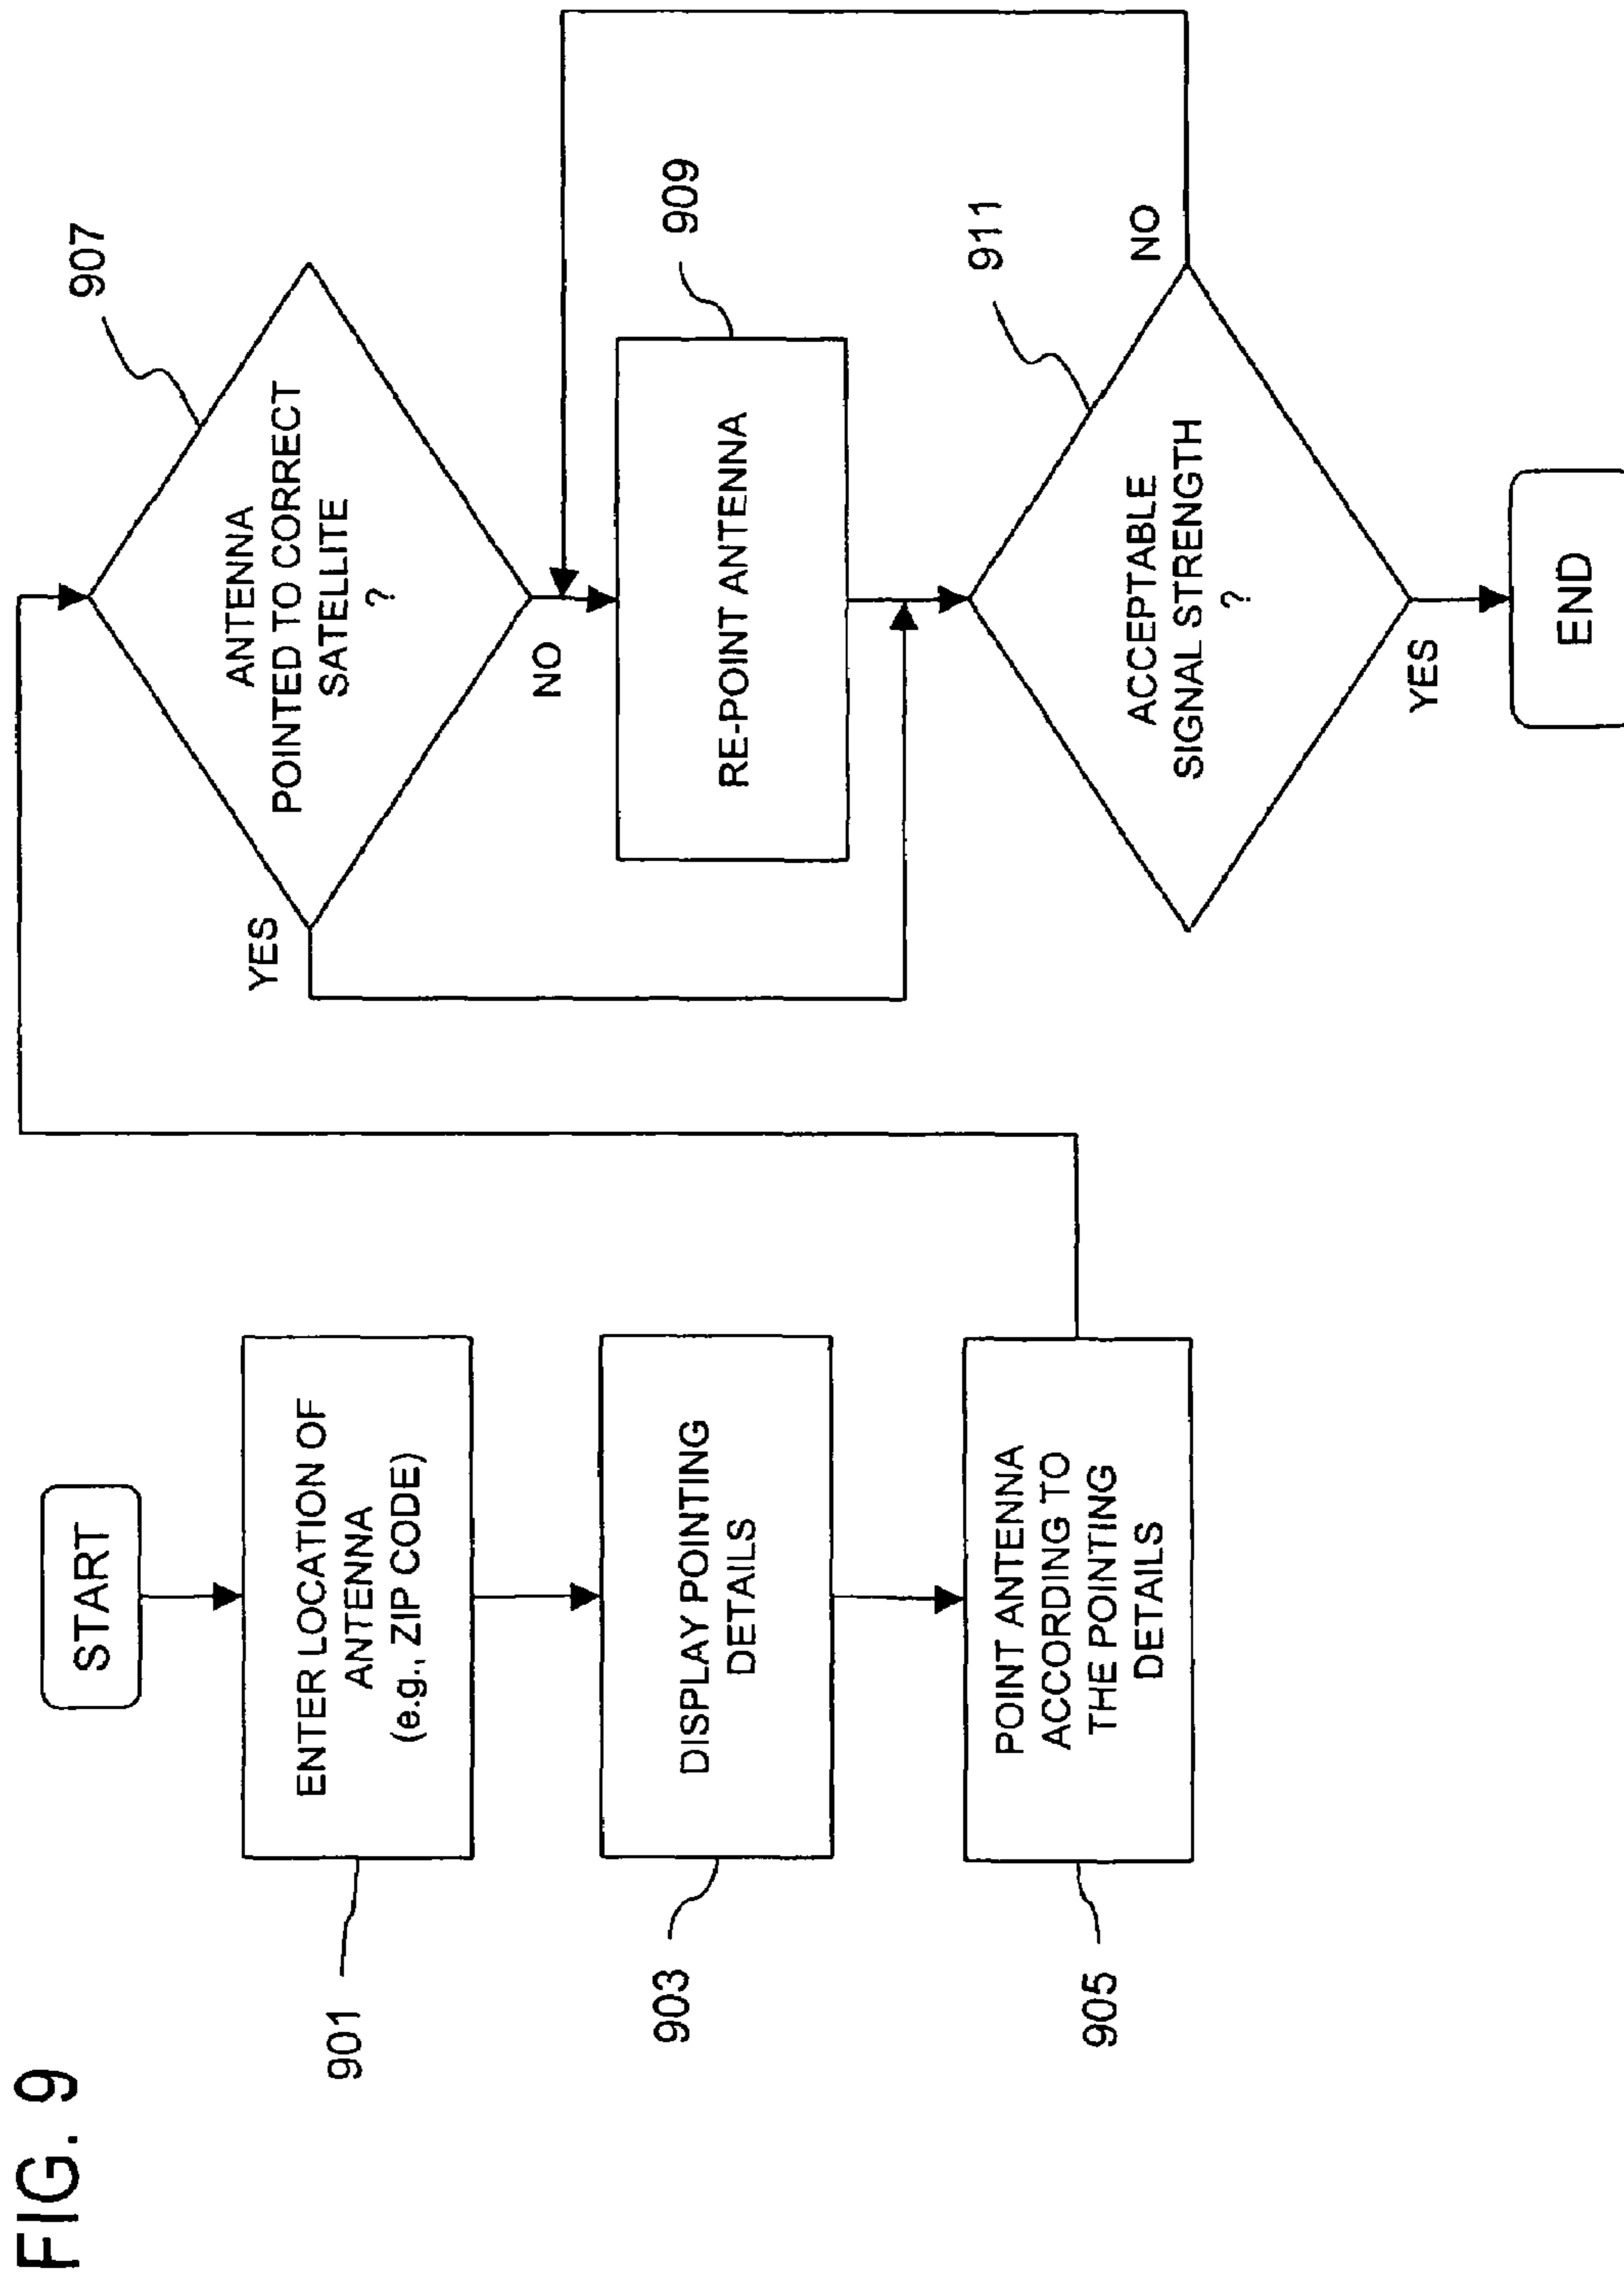 FIG. 9
START
ENTER LOCATION OF
ANTENNA
(e.g., ZIP CODE)
901
DISPLAY POINTING
DETAILS
903
POINT ANTENNA
ACCORDING TO
THE POINTING
DETAILS
905
907
ANTENNA
POINTED TO CORRECT
SATELLITE
?
YES
NO
909
RE-POINT ANTENNA
911
ACCEPTABLE
SIGNAL STRENGTH
?
NO
YES
END